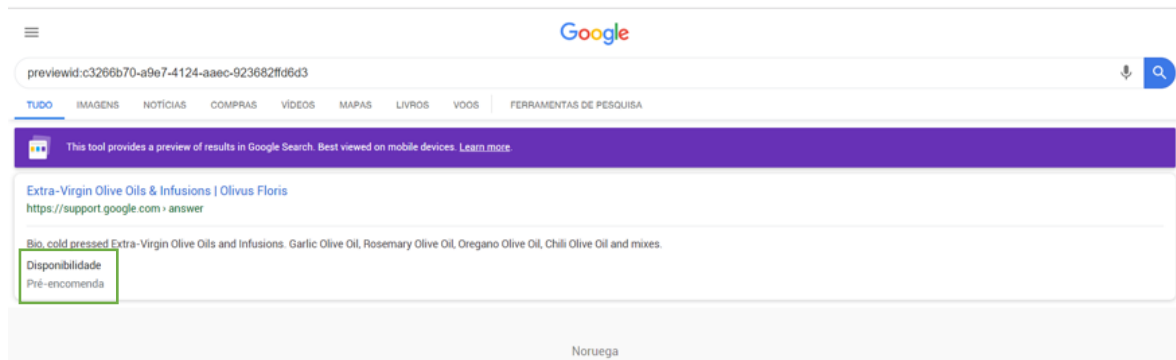 Google
previewid:c3266b70-a9e7-4124-aaec-923682ffd6d3
TUDO IMAGENS NOTÍCIAS COMPRAS VÍDEOS MAPAS LIVROS VOOS FERRAMENTAS DE PESQUISA
This tool provides a preview of results in Google Search. Best viewed on mobile devices. Learn more.
Extra-Virgin Olive Oils & Infusions | Olivus Floris
https://support.google.com › answer
Bio, cold pressed Extra-Virgin Olive Oils and Infusions. Garlic Olive Oil, Rosemary Olive Oil, Oregano Olive Oil, Chili Olive Oil and mixes.
Disponibilidade
Pré-encomenda
Noruega